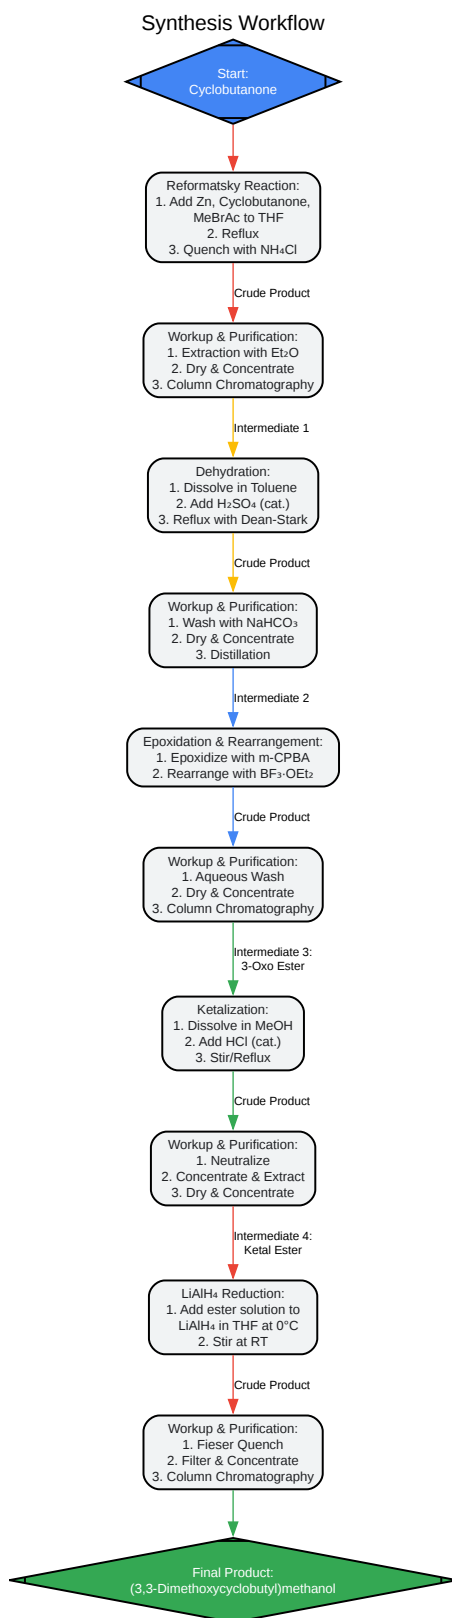 Synthesis Workflow
Start:
Cyclobutanone
Reformatsky Reaction:
1. Add Zn, Cyclobutanone,
MeBrAc to THF
2. Reflux
3. Quench with NH₄Cl
Crude Product
Workup & Purification:
1. Extraction with Et₂O
2. Dry & Concentrate
3. Column Chromatography
Intermediate 1
Dehydration:
1. Dissolve in Toluene
2. Add H₂SO₄ (cat.)
3. Reflux with Dean-Stark
Crude Product
Workup & Purification:
1. Wash with NaHCO₃
2. Dry & Concentrate
3. Distillation
Intermediate 2
Epoxidation & Rearrangement:
1. Epoxidize with m-CPBA
2. Rearrange with BF₃·OEt₂
Crude Product
Workup & Purification:
1. Aqueous Wash
2. Dry & Concentrate
3. Column Chromatography
Intermediate 3:
3-Oxo Ester
Ketalization:
1. Dissolve in MeOH
2. Add HCl (cat.)
3. Stir/Reflux
Crude Product
Workup & Purification:
1. Neutralize
2. Concentrate & Extract
3. Dry & Concentrate
Intermediate 4:
Ketal Ester
LiAlH₄ Reduction:
1. Add ester solution to
LiAlH₄ in THF at 0°C
2. Stir at RT
Crude Product
Workup & Purification:
1. Fieser Quench
2. Filter & Concentrate
3. Column Chromatography
Final Product:
(3,3-Dimethoxycyclobutyl)methanol